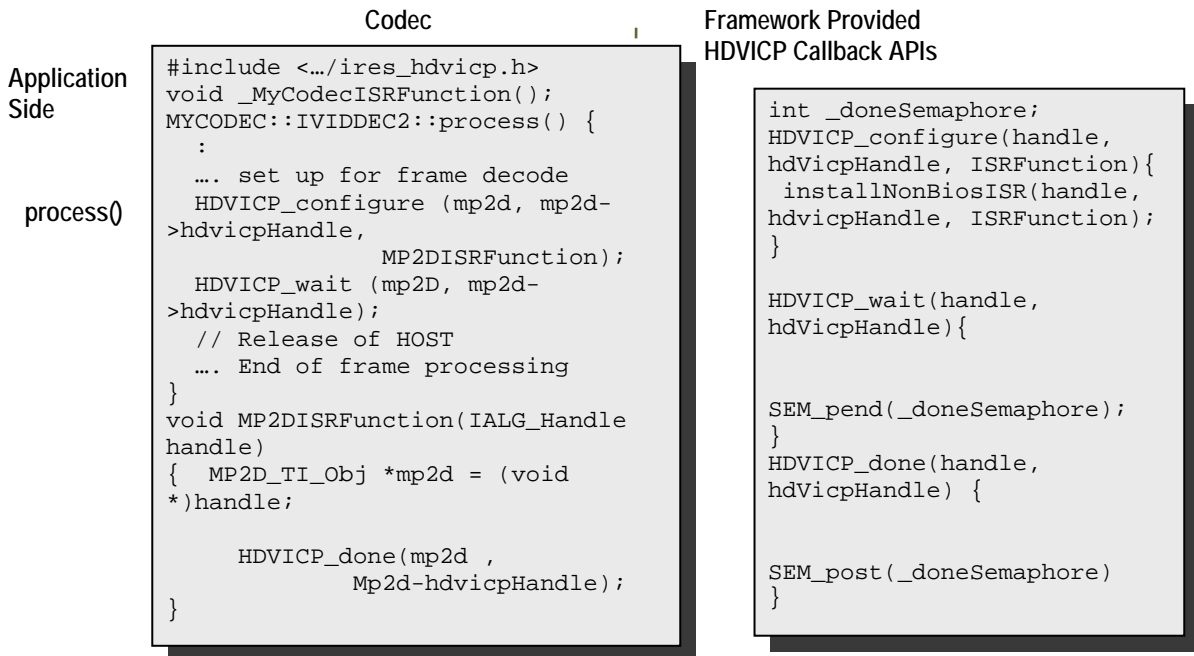 Codec
Framework Provided
HDVICP Callback APIs
Application
Side
process()
#include <…/ires_hdvicp.h>
void _MyCodecISRFunction();
MYCODEC::IVIDDEC2::process() {
  :
  …. set up for frame decode
  HDVICP_configure (mp2d, mp2d-
>hdvicpHandle,
               MP2DISRFunction);
  HDVICP_wait (mp2D, mp2d-
>hdvicpHandle);
  // Release of HOST
  …. End of frame processing
}
void MP2DISRFunction(IALG_Handle
handle)
{  MP2D_TI_Obj *mp2d = (void
*)handle;
     HDVICP_done(mp2d ,
             Mp2d-hdvicpHandle);
}
int _doneSemaphore;
HDVICP_configure(handle,
hdVicpHandle, ISRFunction){
 installNonBiosISR(handle,
hdvicpHandle, ISRFunction);
}
HDVICP_wait(handle,
hdVicpHandle){
SEM_pend(_doneSemaphore);
}
HDVICP_done(handle,
hdVicpHandle) {
SEM_post(_doneSemaphore)
}